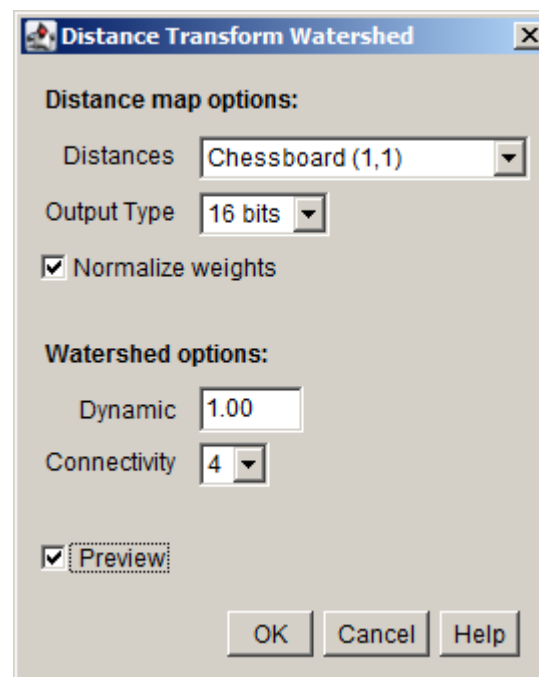 Distance Transform Watershed
Distance map options:
Distances Chessboard (1,1)
Output Type 16 bits
Normalize weights
Watershed options:
Dynamic 1.00
Connectivity 4
Preview
OK Cancel Help